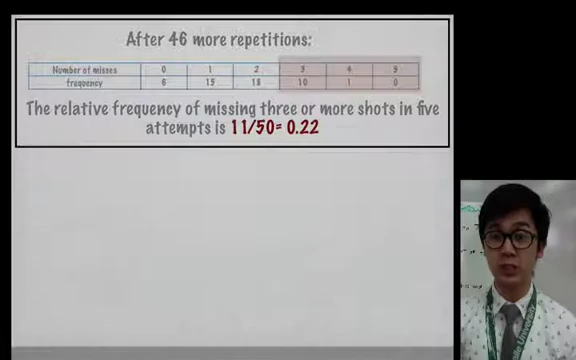 After 46 more repetitions:
Number of misses 0 1 2 3 4 5
frequency 6 15 18 10 1 0
The relative frequency of missing three or more shots in five
attempts is 11/50= 0.22